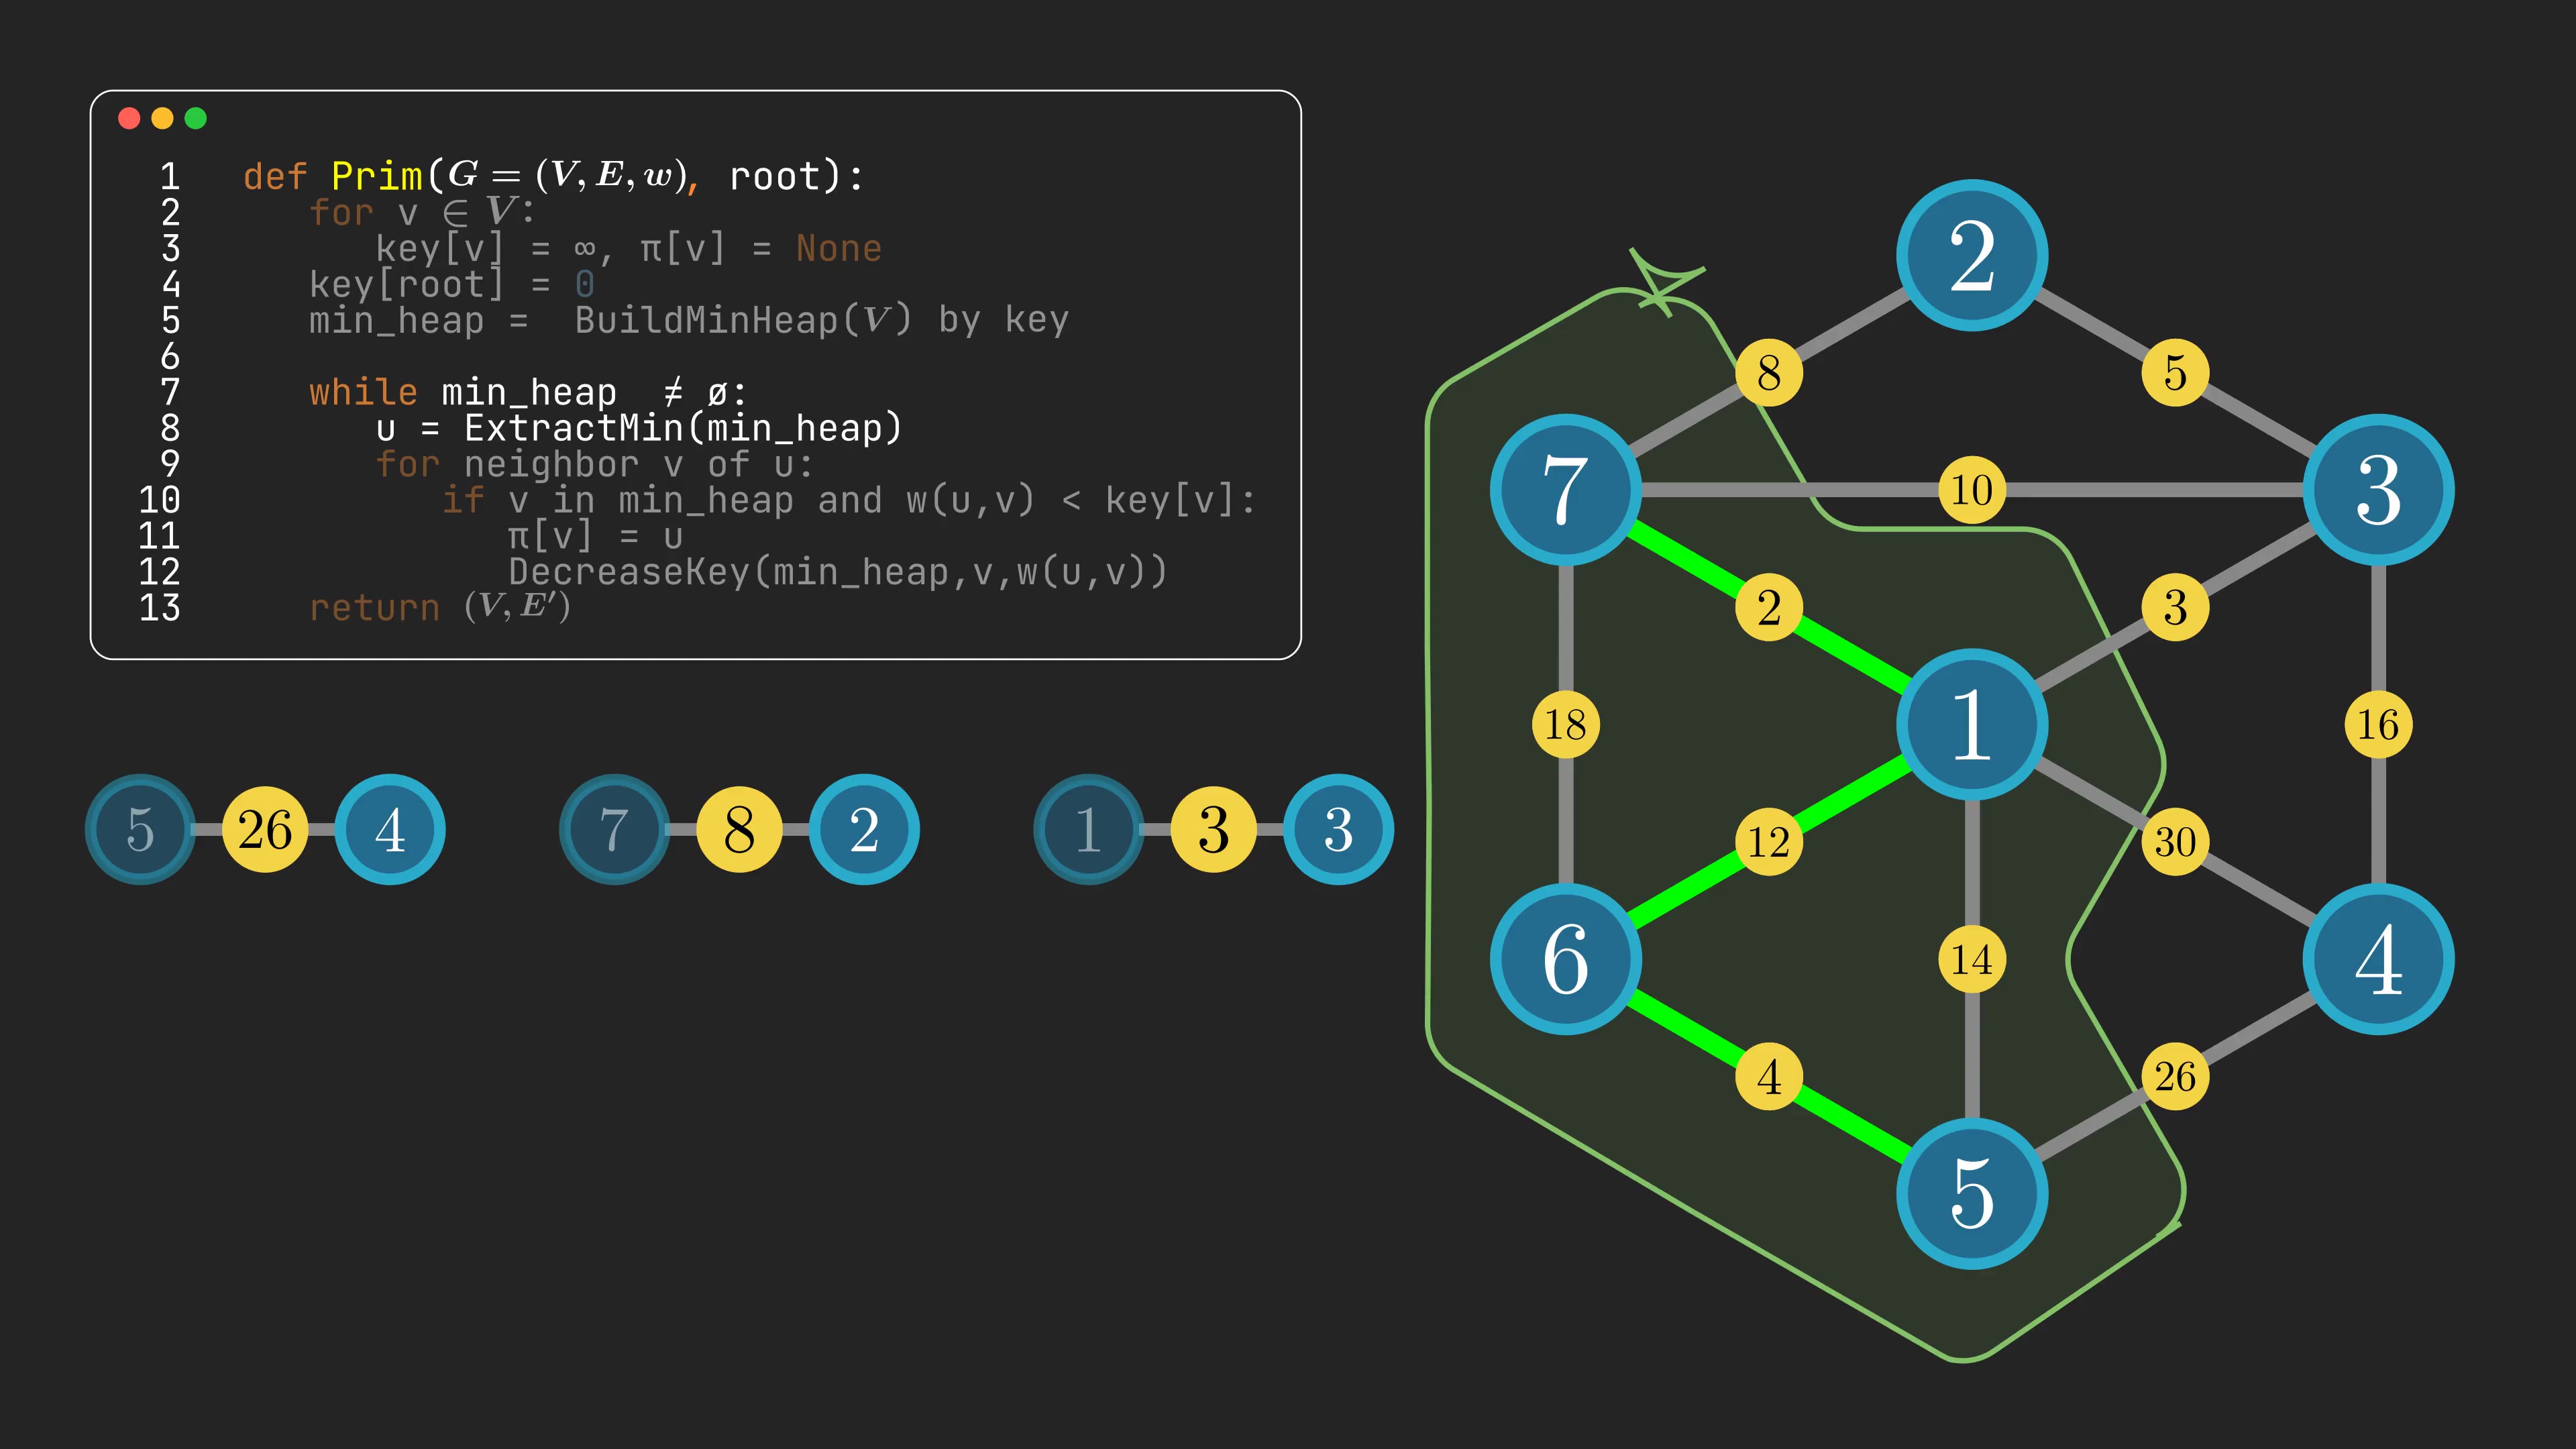 1 def Prim(G = (V, E, w), root):
2 for v ∈ V:
3 key[v] = ∞, π[v] = None
4 key[root] = 0
5 min_heap = BuildMinHeap(V) by key
6
7 while min_heap ≠ ø:
8 u = ExtractMin(min_heap)
9 for neighbor v of u:
10 if v in min_heap and w(u,v) < key[v]:
11 π[v] = u
12 DecreaseKey(min_heap,v,w(u,v))
13 return (V, E′)
5 26 4
7 8 2
1 3 3
2
8 5
7 10 3
2 3
18 1 16
12 30
6 14 4
4 26
5